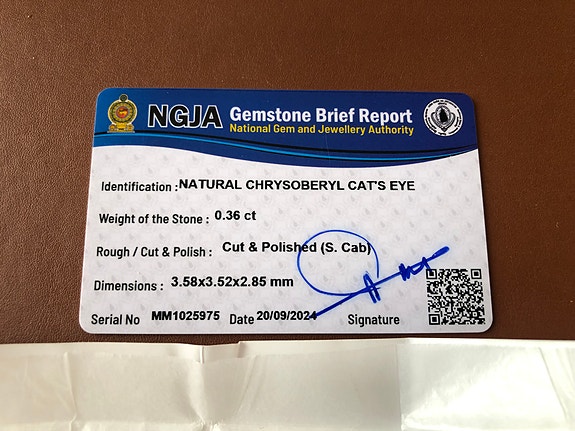 NGJA Gemstone Brief Report
National Gem and Jewellery Authority
Identification : NATURAL CHRYSOBERYL CAT'S EYE
Weight of the Stone : 0.36 ct
Rough / Cut & Polish : Cut & Polished (S. Cab)
Dimensions : 3.58x3.52x2.85 mm
Serial No MM1025975 Date 20/09/2024 Signature